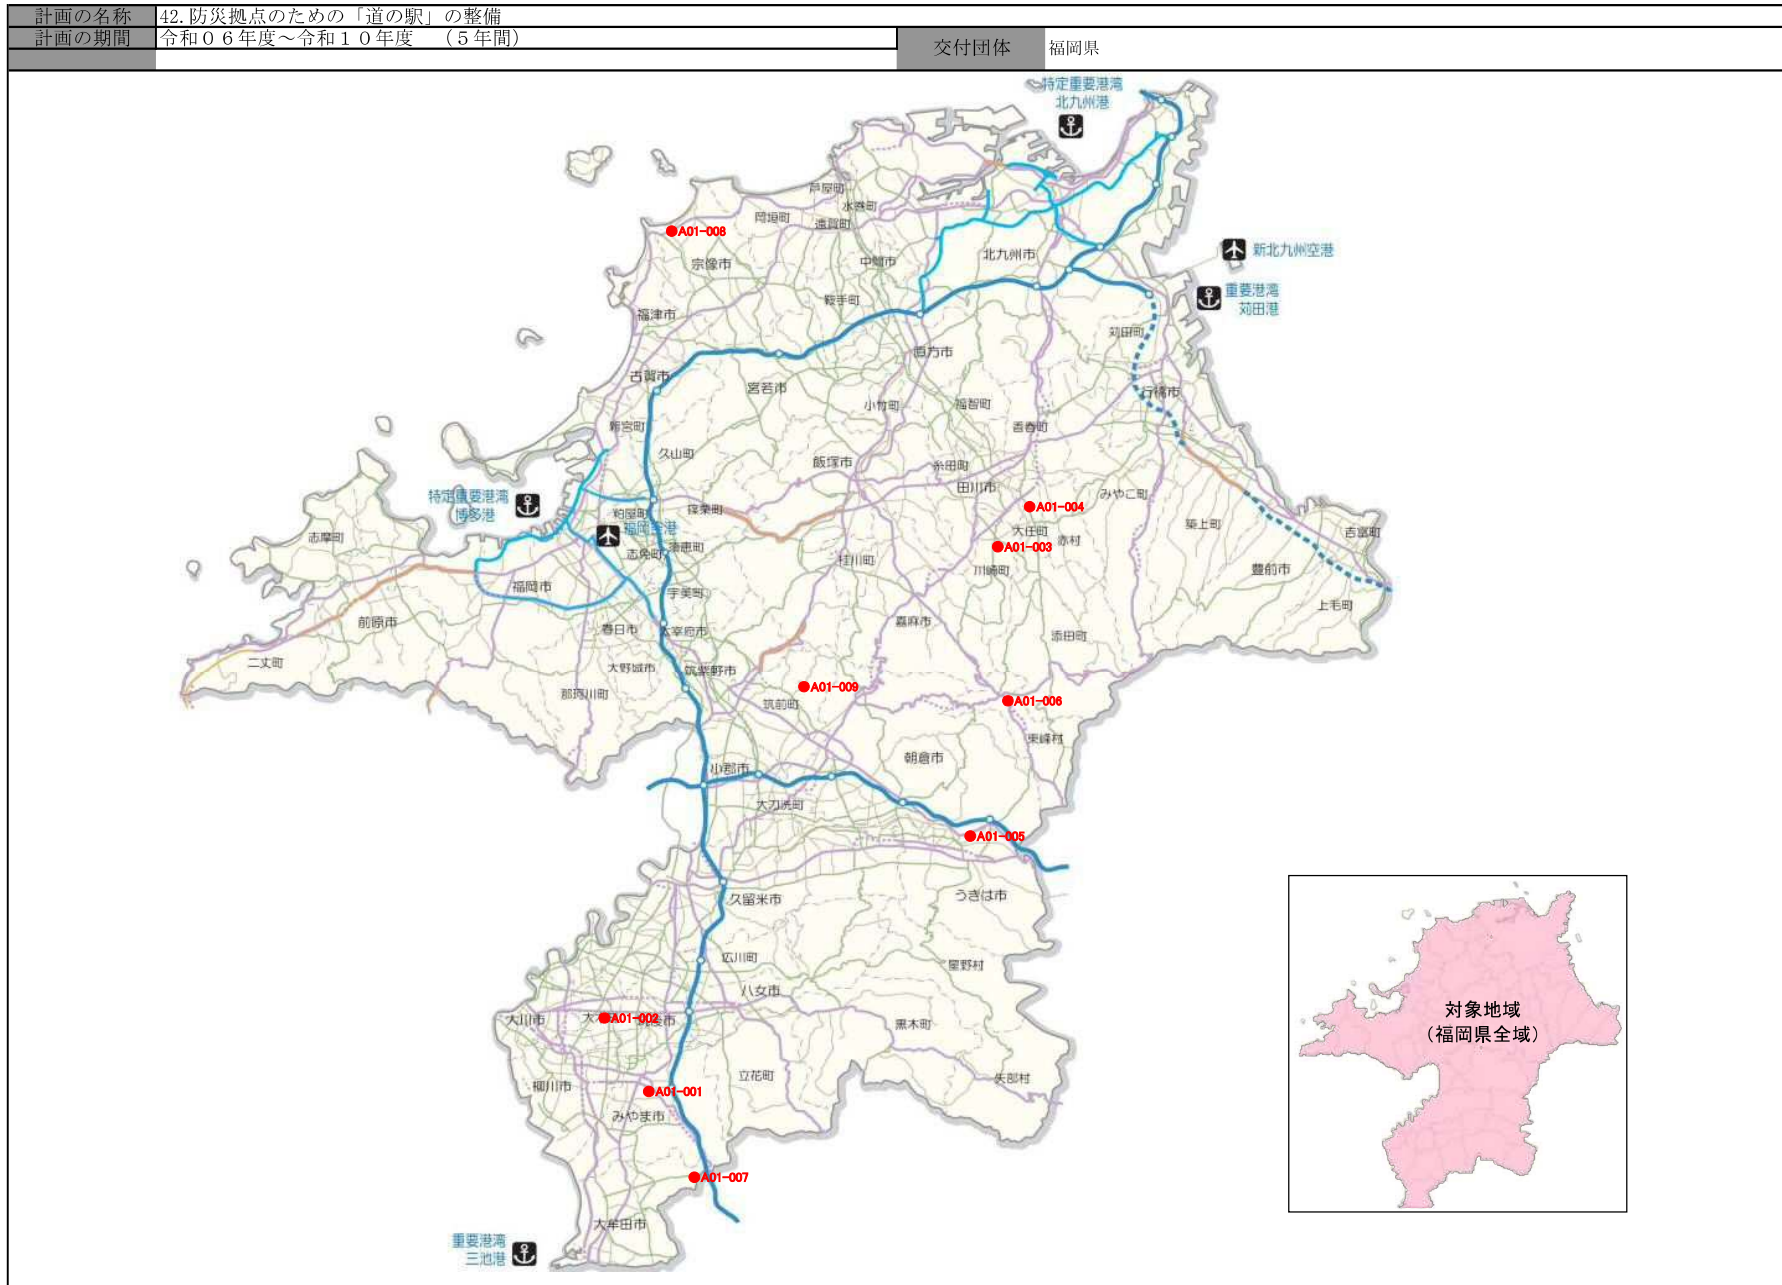 計画の名称 42.防災拠点のための「道の駅」の整備
計画の期間 令和０６年度～令和１０年度　（５年間）
交付団体 福岡県
特定重要港湾
北九州港
芦屋町
水巻町
岡垣町
遠賀町
A01-008
宗像市
中間市
北九州市
新北九州空港
鞍手町
重要港湾
苅田港
福津市
苅田町
直方市
古賀市
宮若市
行橋市
小竹町
福智町
新宮町
香春町
久山町
飯塚市
糸田町
田川市
みやこ町
特定重要港湾
博多港
篠栗町
粕屋町
A01-004
福岡空港
築上町
吉富町
志摩町
大任町
赤村
志免町
須恵町
A01-003
桂川町
川崎町
豊前市
福岡市
宇美町
上毛町
前原市
嘉麻市
春日市
太宰府市
添田町
二丈町
大野城市
筑紫野市
那珂川町
A01-009
筑前町
A01-006
東峰村
朝倉市
小郡市
大刀洗町
A01-005
久留米市
うきは市
広川町
星野村
八女市
対象地域
（福岡県全域）
大川市
A01-002
黒木町
立花町
矢部村
柳川市
A01-001
みやま市
A01-007
大牟田市
重要港湾
三池港